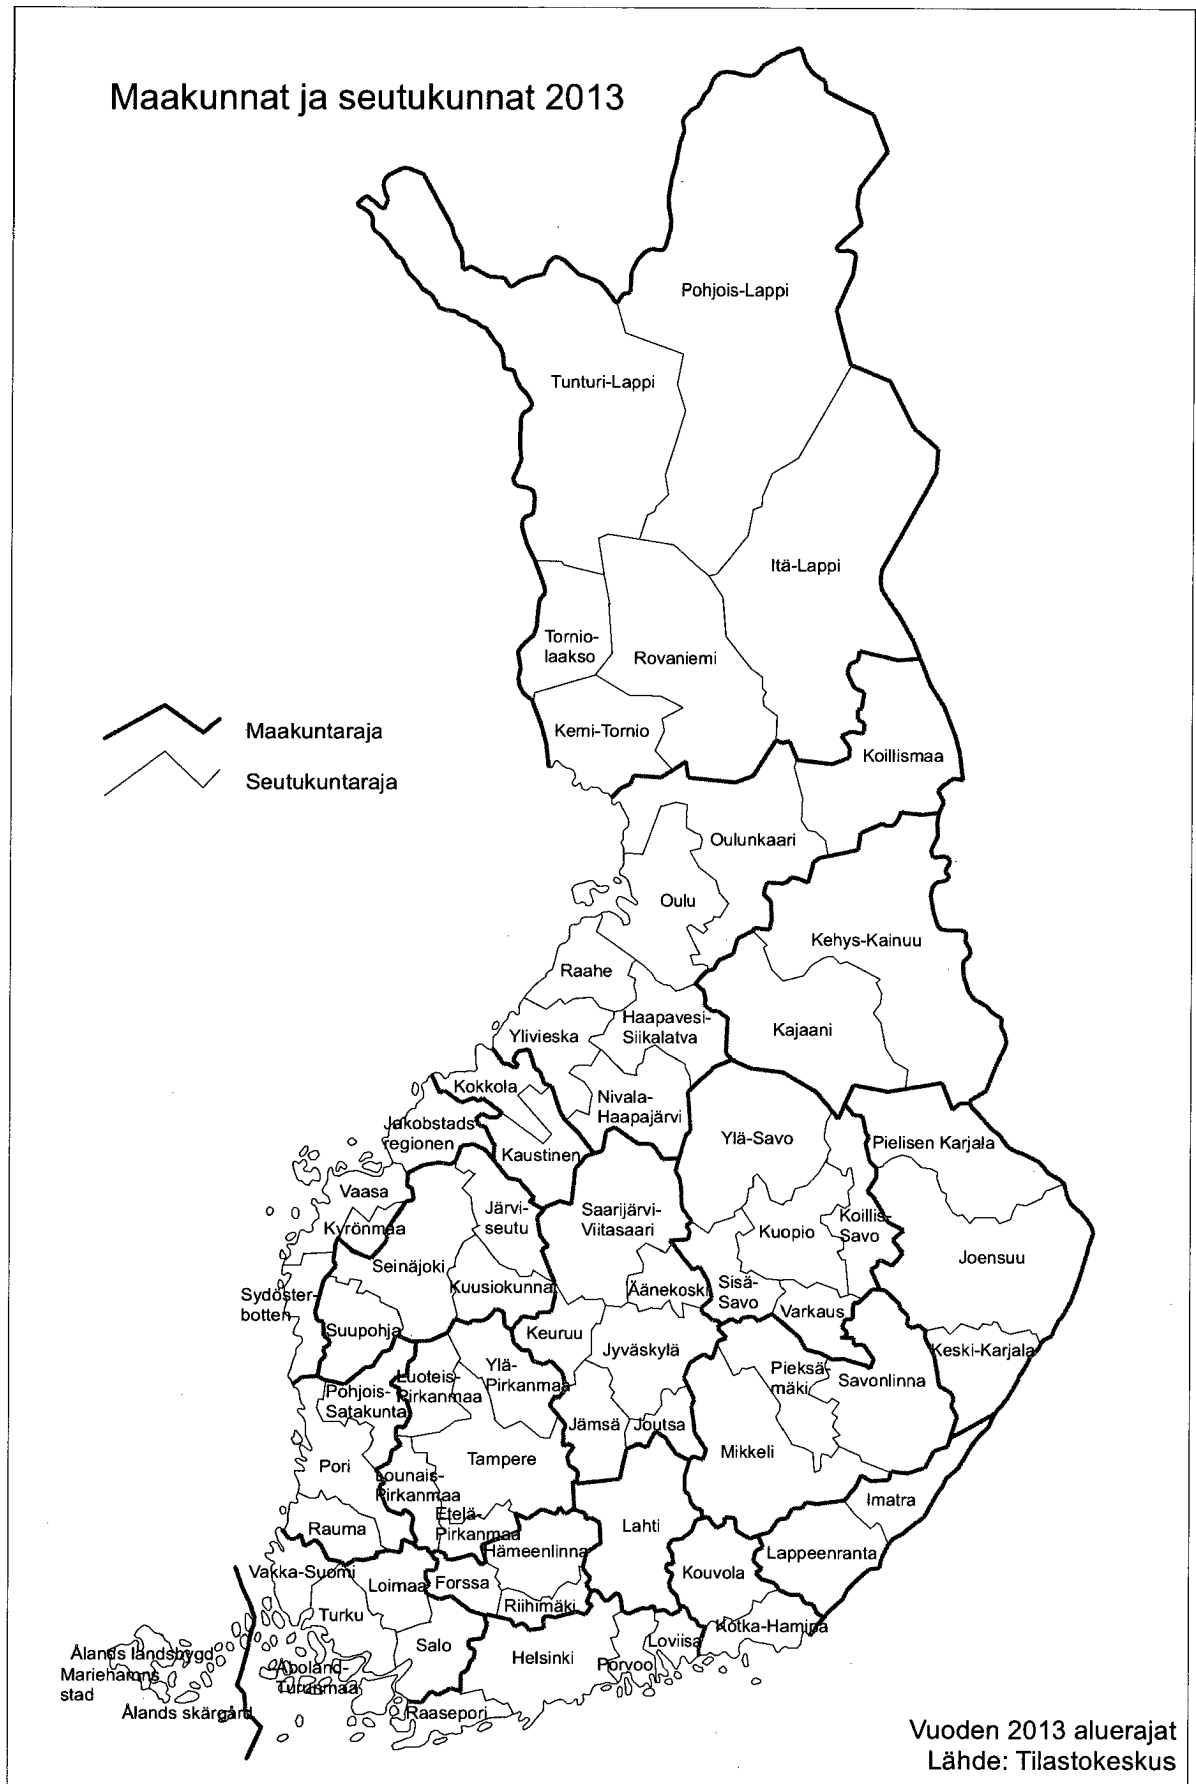 Maakunnat ja seutukunnat 2013
Pohjois-Lappi
Tunturi-Lappi
Itä-Lappi
Tornio-
laakso
Rovaniemi
Kemi-Tornio
Maakuntaraja
Seutukuntaraja
Koillismaa
Oulunkaari
Oulu
Kehys-Kainuu
Raahe
Haapavesi-
Siikalatva
Kajaani
Ylivieska
Kokkola
Nivala-
Haapajärvi
Jakobstads
regionen
Kaustinen
Ylä-Savo
Pielisen Karjala
Vaasa
Kyrönmaa
Järvi-
seutu
Saarijärvi-
Viitasaari
Kuopio
Koillis-
Savo
Joensuu
Seinäjoki
Kuusiokunnat
Äänekoski
Sisä-
Savo
Varkaus
Sydöster-
botten
Suupohja
Keuruu
Jyväskylä
Keski-Karjala
Luoteis-
Pirkanmaa
Ylä-
Pirkanmaa
Pieksä-
mäki
Savonlinna
Pohjois-
Satakunta
Jämsä
Joutsa
Mikkeli
Pori
Tampere
Lounais-
Pirkanmaa
Imatra
Rauma
Etelä-
Pirkanmaa
Lahti
Hämeenlinna
Lappeenranta
Vakka-Suomi
Loimaa
Forssa
Kouvola
Riihimäki
Turku
Kotka-Hamina
Salo
Helsinki
Porvoo
Loviisa
Ålands landsbygd
Mariehamns
stad
Åboland-
Turunmaa
Ålands skärgård
Raasepori
Vuoden 2013 aluerajat
Lähde: Tilastokeskus